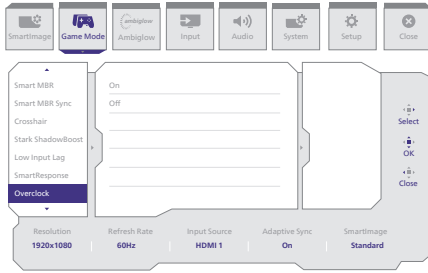 SmartImage
Game Mode
ambiglow
Ambiglow
Input
Audio
System
Setup
Close
Smart MBR
Smart MBR Sync
Crosshair
Stark ShadowBoost
Low Input Lag
SmartResponse
Overclock
On
Off
Select
OK
Close
Resolution
Refresh Rate
Input Source
Adaptive Sync
SmartImage
1920x1080
60Hz
HDMI 1
On
Standard